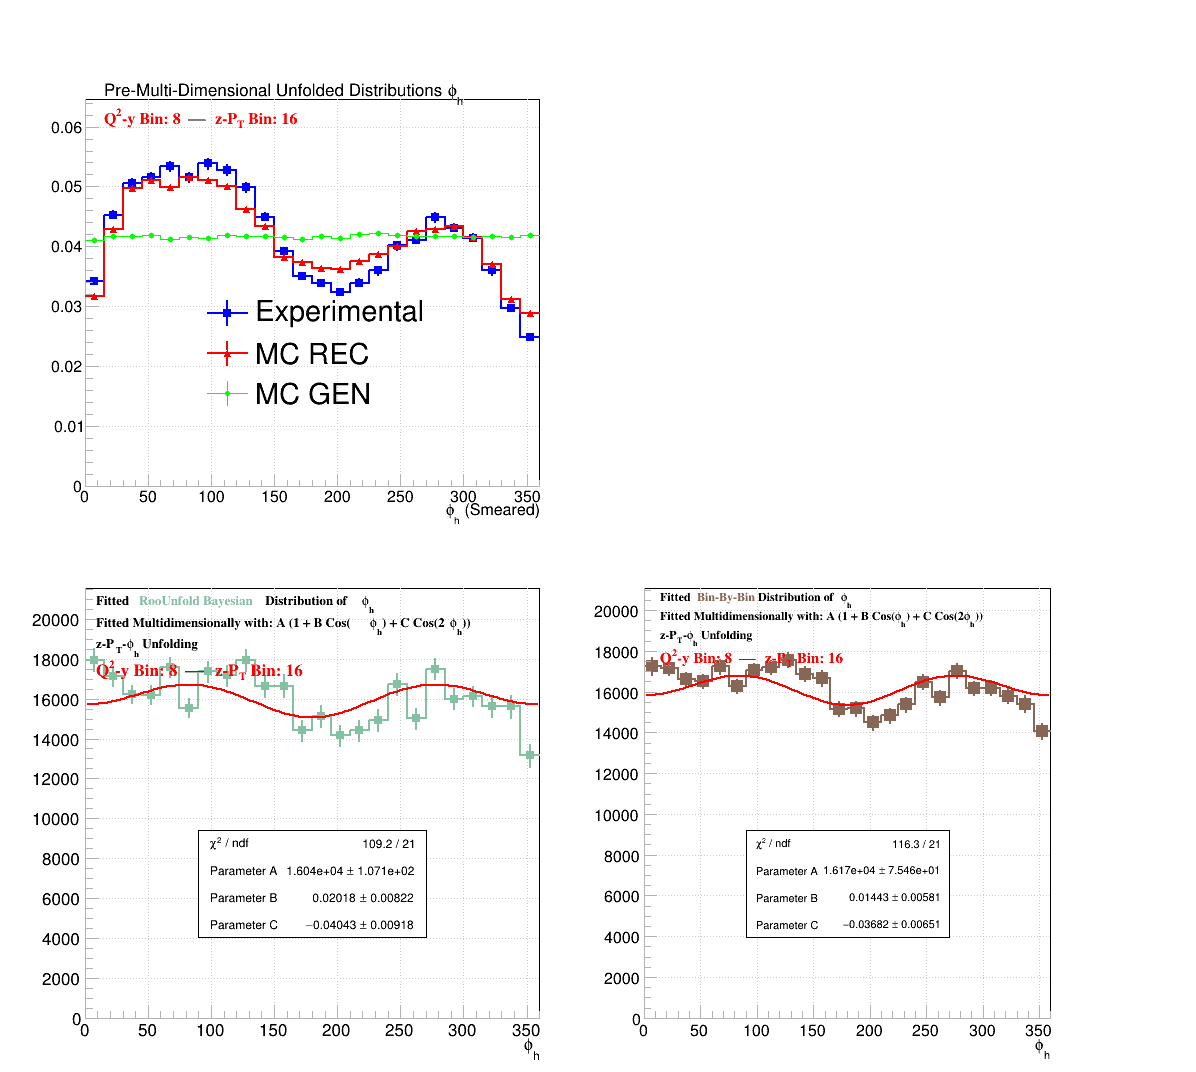 Pre-Multi-Dimensional Unfolded Distributions ϕh
Q²-y Bin: 8 — z-PT Bin: 16
0.06
0.05
0.04
0.03
0.02
0.01
0
Experimental
MC REC
MC GEN
0 50 100 150 200 250 300 350
ϕh (Smeared)
Fitted RooUnfold Bayesian Distribution of ϕh
Fitted Multidimensionally with: A (1 + B Cos( ϕh) + C Cos(2 ϕh))
z-PT-ϕh Unfolding
Q²-y Bin: 8 — z-PT Bin: 16
20000
18000
16000
14000
12000
10000
8000
6000
4000
2000
0
χ² / ndf 109.2 / 21
Parameter A 1.604e+04 ± 1.071e+02
Parameter B 0.02018 ± 0.00822
Parameter C −0.04043 ± 0.00918
0 50 100 150 200 250 300 350
ϕh
Fitted Bin-By-Bin Distribution of ϕh
Fitted Multidimensionally with: A (1 + B Cos(ϕh) + C Cos(2ϕh))
z-PT-ϕh Unfolding
Q²-y Bin: 8 — z-PT Bin: 16
20000
18000
16000
14000
12000
10000
8000
6000
4000
2000
0
χ² / ndf 116.3 / 21
Parameter A 1.617e+04 ± 7.546e+01
Parameter B 0.01443 ± 0.00581
Parameter C −0.03682 ± 0.00651
0 50 100 150 200 250 300 350
ϕh